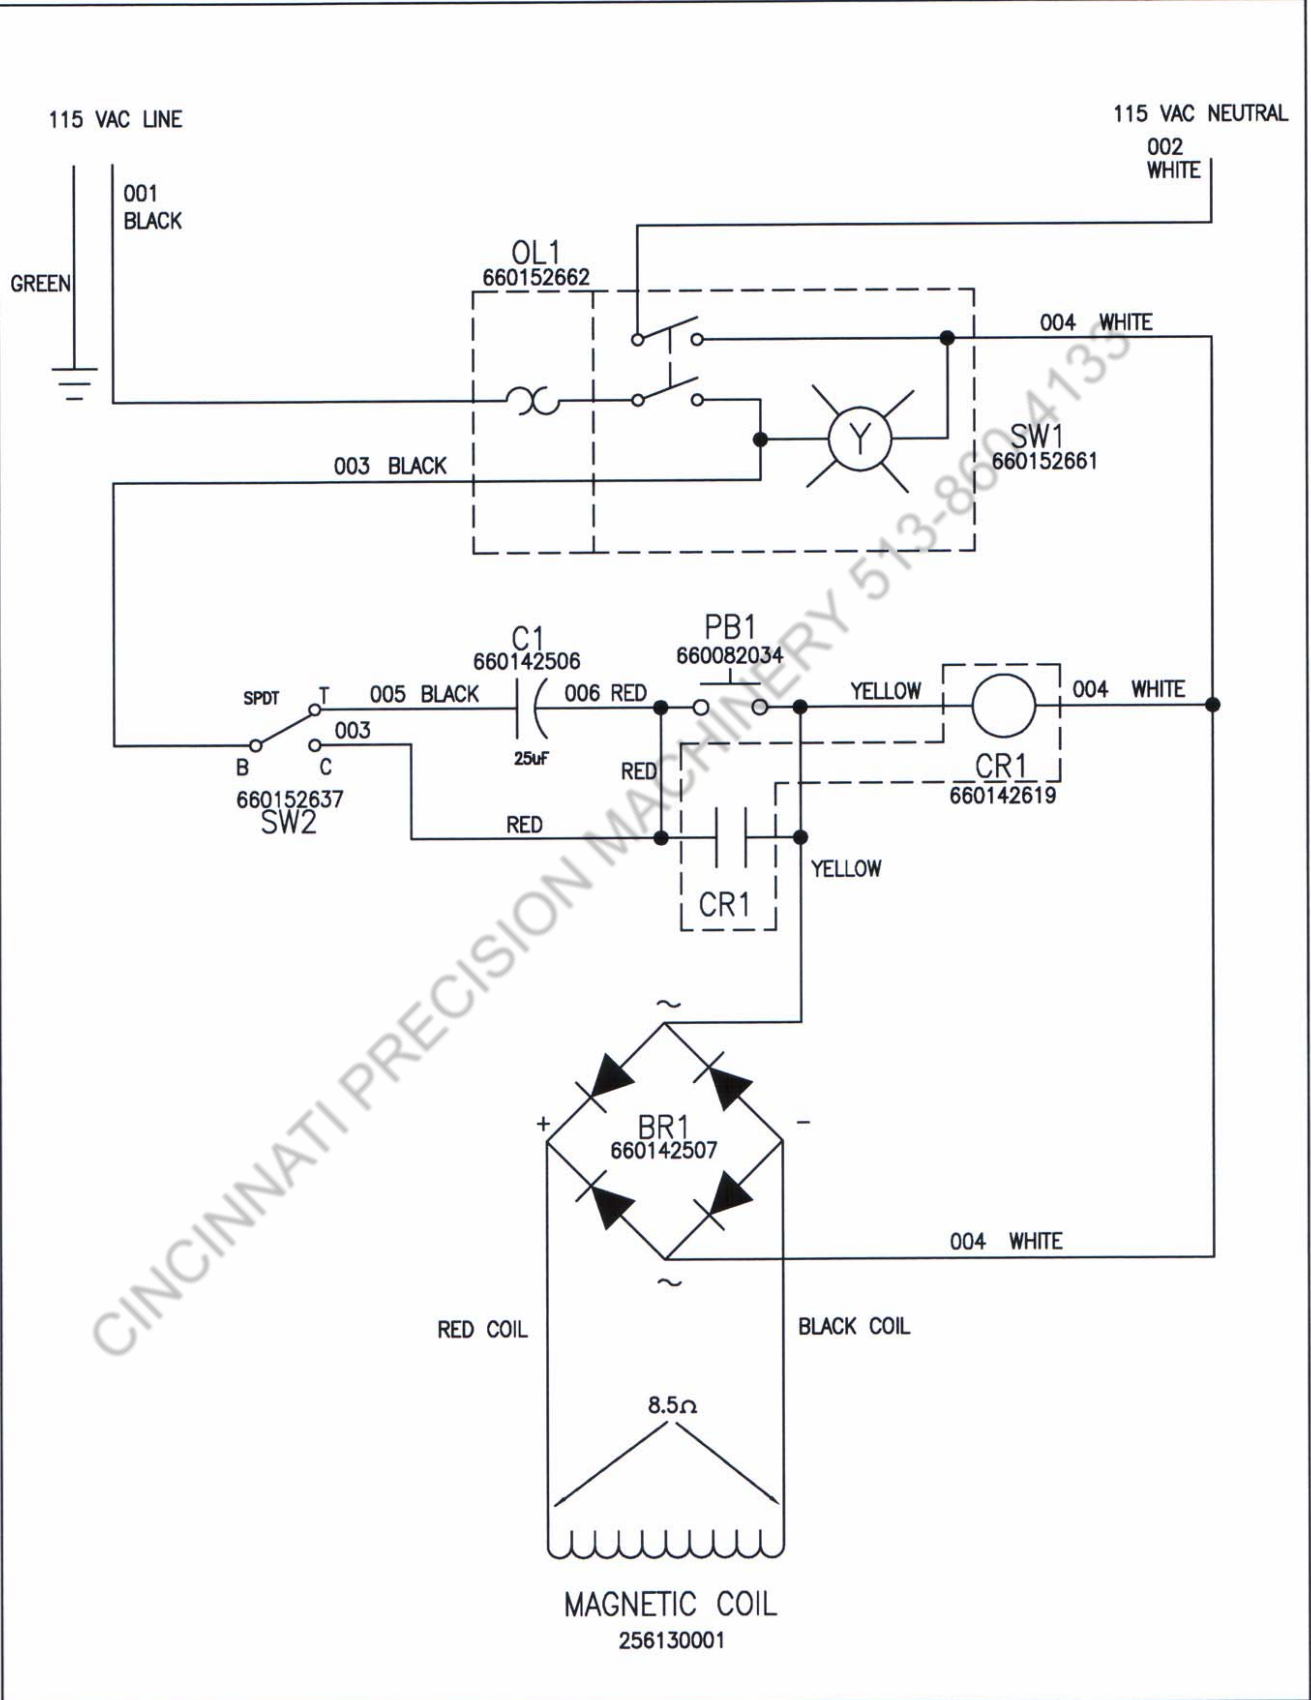 115 VAC LINE
115 VAC NEUTRAL
002
WHITE
001
BLACK
GREEN
OL1
660152662
004 WHITE
SW1
660152661
003 BLACK
Y
C1
660142506
PB1
660082034
SPDT
T
005 BLACK
006 RED
YELLOW
004 WHITE
003
25uF
B
C
RED
CR1
660142619
660152637
SW2
RED
YELLOW
CR1
~
+
BR1
660142507
-
004 WHITE
~
RED COIL
BLACK COIL
8.5Ω
MAGNETIC COIL
256130001
CINCINNATI PRECISION MACHINERY 513-860-4133